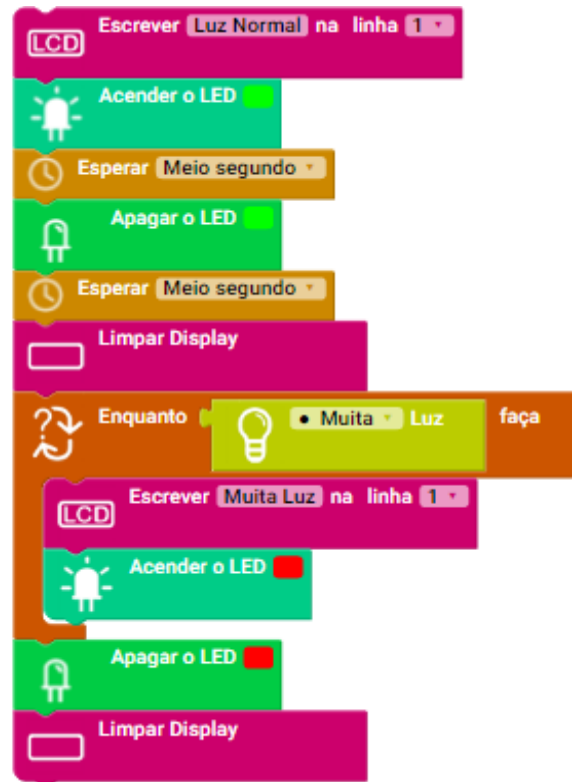 LCD Escrever Luz Normal na linha 1
Acender o LED
Esperar Meio segundo
Apagar o LED
Esperar Meio segundo
Limpar Display
Enquanto • Muita Luz faça
LCD Escrever Muita Luz na linha 1
Acender o LED
Apagar o LED
Limpar Display